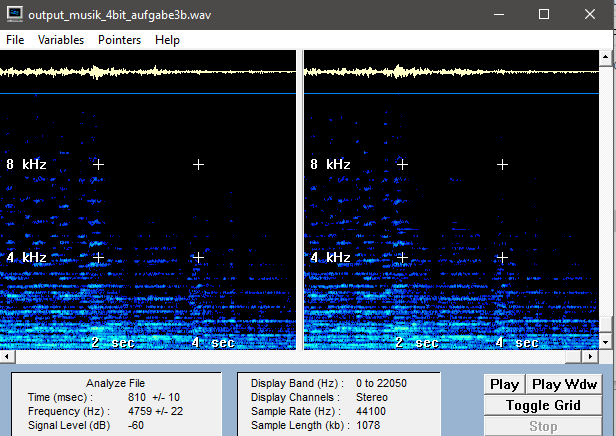 output_musik_4bit_aufgabe3b.wav
File Variables Pointers Help
8 kHz 8 kHz
4 kHz 4 kHz
2 sec 4 sec 2 sec 4 sec
Analyze File
Time (msec) : 810 +/- 10
Frequency (Hz) : 4759 +/- 22
Signal Level (dB) -60
Display Band (Hz) : 0 to 22050
Display Channels : Stereo
Sample Rate (Hz) : 44100
Sample Length (kb) : 1078
Play Play Wdw
Toggle Grid
Stop